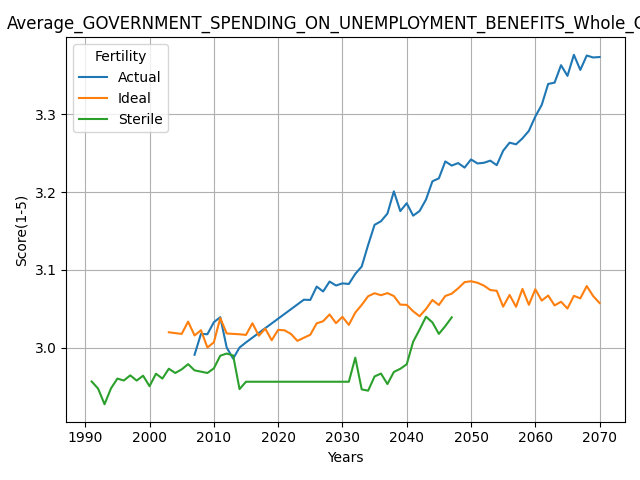 Average_GOVERNMENT_SPENDING_ON_UNEMPLOYMENT_BENEFITS_Whole_
Fertility
Actual
Ideal
Sterile
Score(1-5)
3.3
3.2
3.1
3.0
1990 2000 2010 2020 2030 2040 2050 2060 2070
Years